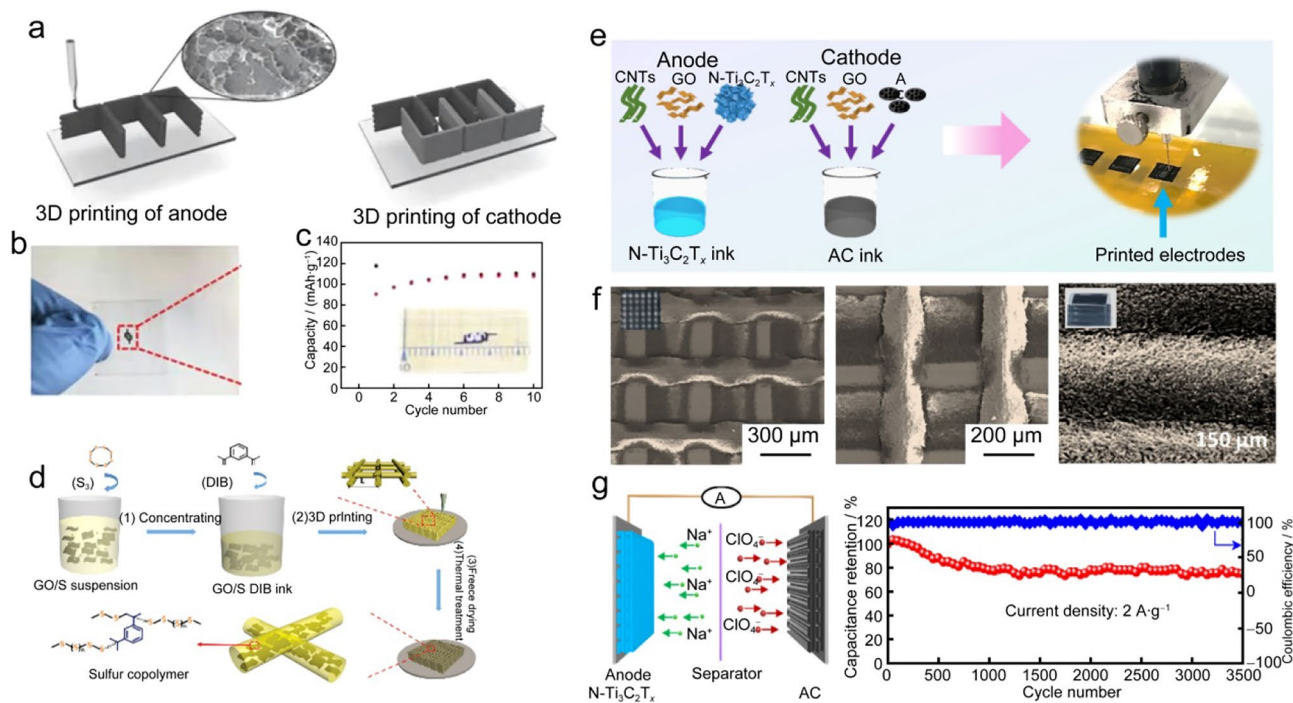 a
3D printing of anode
3D printing of cathode
b
c
Capacity / (mAh·g⁻¹)
140
120
100
80
60
40
20
0
0 2 4 6 8 10
Cycle number
d
(S₃)
(DIB)
(1) Concentrating
(2)3D prIntIng
GO/S suspension
GO/S DIB ink
(3)Freece drying
(4)Thermal treatment
Sulfur copolymer
e
Anode
CNTs GO N-Ti₃C₂Tₓ
Cathode
CNTs GO A
C
N-Ti₃C₂Tₓ ink
AC ink
Printed electrodes
f
300 µm
200 µm
150 µm
g
A
Na⁺
Na⁺
Na⁺
ClO₄⁻
ClO₄⁻
ClO₄⁻
Anode
N-Ti₃C₂Tₓ
Separator
AC
Capacitance retention / %
120
100
80
60
40
20
0
Current density: 2 A·g⁻¹
100
50
0
−50
−100
Coulombic efficiency / %
0 500 1000 1500 2000 2500 3000 3500
Cycle number